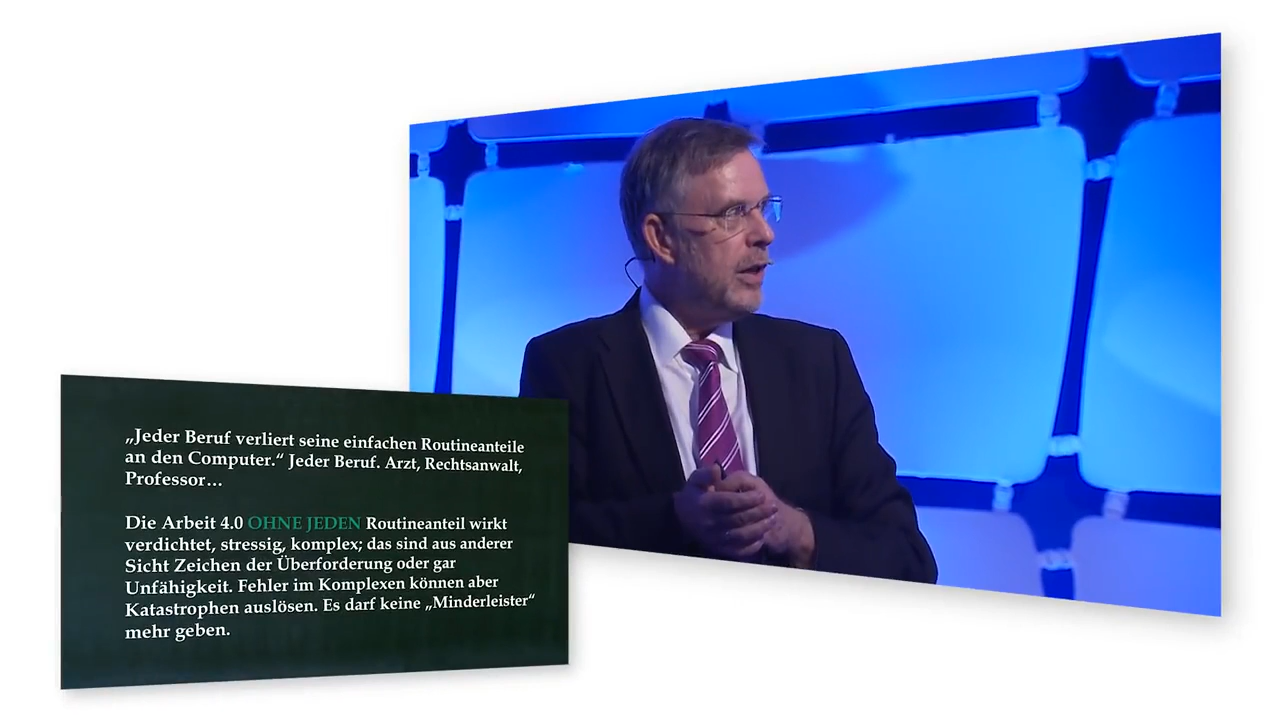 „Jeder Beruf verliert seine einfachen Routineanteile
an den Computer.“ Jeder Beruf. Arzt, Rechtsanwalt,
Professor…
Die Arbeit 4.0 OHNE JEDEN Routineanteil wirkt
verdichtet, stressig, komplex; das sind aus anderer
Sicht Zeichen der Überforderung oder gar
Unfähigkeit. Fehler im Komplexen können aber
Katastrophen auslösen. Es darf keine „Minderleister“
mehr geben.